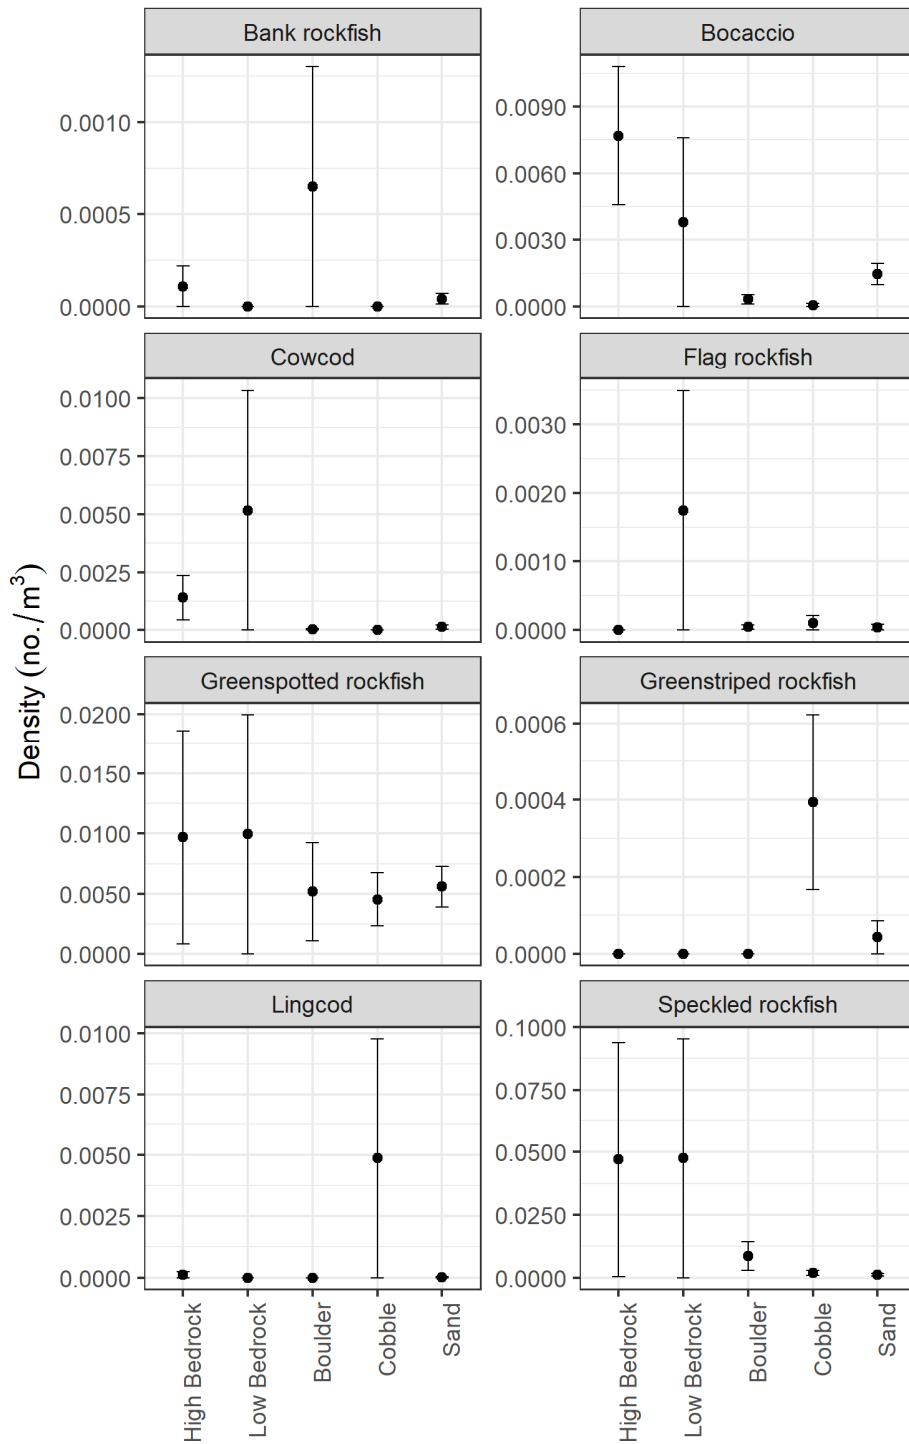 Bank rockfish
Bocaccio
0.0010
0.0005
0.0000
0.0090
0.0060
0.0030
0.0000
Cowcod
Flag rockfish
0.0100
0.0075
0.0050
0.0025
0.0000
0.0030
0.0020
0.0010
0.0000
Density (no./m³)
Greenspotted rockfish
Greenstriped rockfish
0.0200
0.0150
0.0100
0.0050
0.0000
0.0006
0.0004
0.0002
0.0000
Lingcod
Speckled rockfish
0.0100
0.0075
0.0050
0.0025
0.0000
0.1000
0.0750
0.0500
0.0250
0.0000
High Bedrock
Low Bedrock
Boulder
Cobble
Sand
High Bedrock
Low Bedrock
Boulder
Cobble
Sand